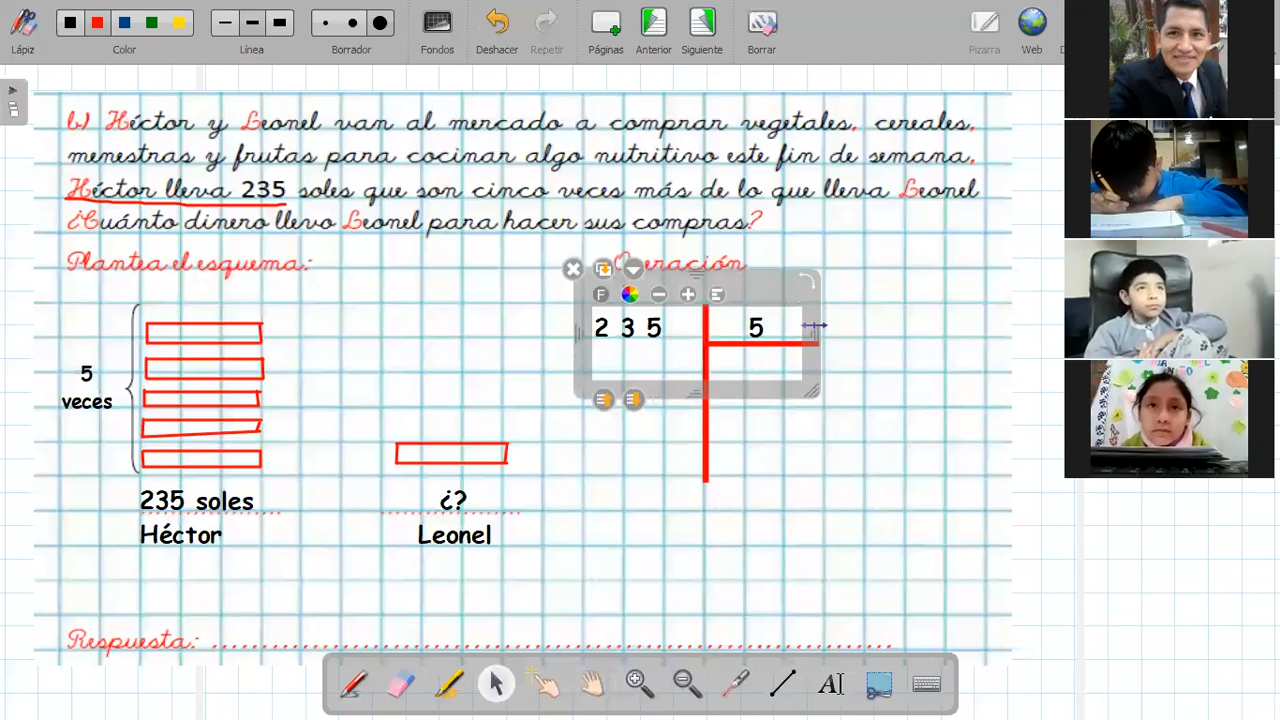 Lápiz
Color
Línea
Borrador
Fondos
Deshacer
Repetir
Páginas
Anterior
Siguiente
Borrar
Pizarra
Web
b) Héctor y Leonel van al mercado a comprar vegetales, cereales,
menestras y frutas para cocinar algo nutritivo este fin de semana,
Héctor lleva 235 soles que son cinco veces más de lo que lleva Leonel
¿Cuánto dinero llevo Leonel para hacer sus compras?
Plantea el esquema:
Operación
F
2 3 5
5
5
veces
235 soles
Héctor
¿?
Leonel
Respuesta:
AI